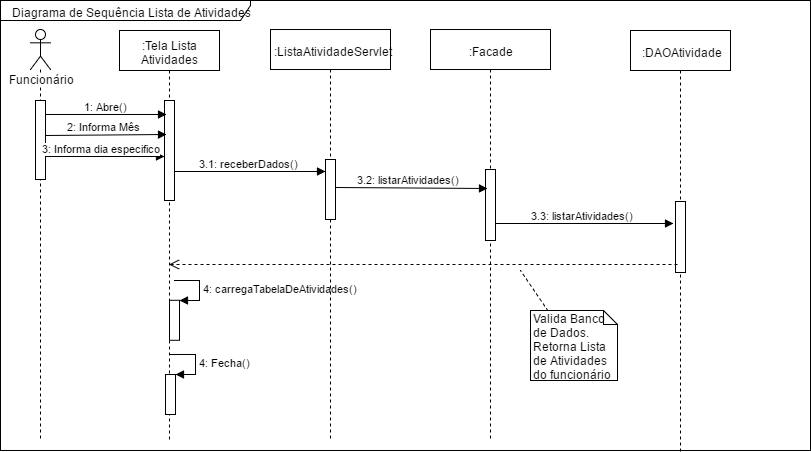 Diagrama de Sequência Lista de Atividades
Funcionário
:Tela Lista
Atividades
:ListaAtividadeServlet
:Facade
:DAOAtividade
1: Abre()
2: Informa Mês
3: Informa dia específico
3.1: receberDados()
3.2: listarAtividades()
3.3: listarAtividades()
4: carregaTabelaDeAtividades()
Valida Banco
de Dados.
Retorna Lista
de Atividades
do funcionário
4: Fecha()